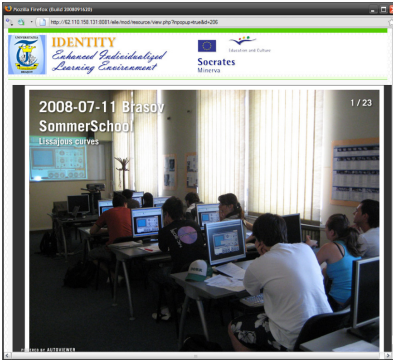 Mozilla Firefox (Build 2008091620)
http://62.110.158.131:8081/eile/mod/resource/view.php?inpopup=true&id=206
IDENTITY
Enhanced Individualized
Learning Environment
Education and Culture
Socrates
Minerva
2008-07-11 Brasov
SommerSchool
Lissajous curves
1 / 23
POWERED BY AUTOVIEWER